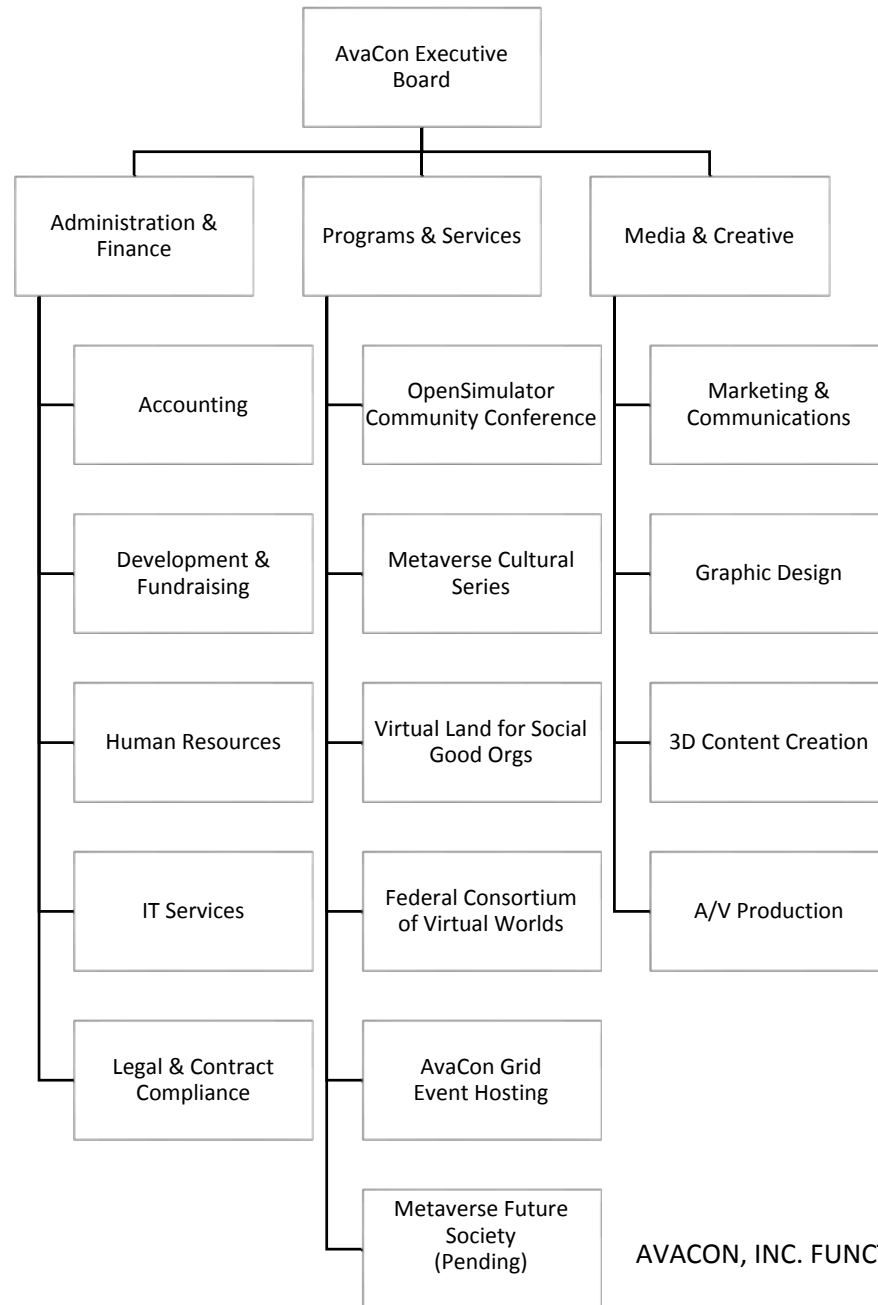 AvaCon Executive
Board
Administration &
Finance
Programs & Services
Media & Creative
Accounting
Development &
Fundraising
Human Resources
IT Services
Legal & Contract
Compliance
OpenSimulator
Community Conference
Metaverse Cultural
Series
Virtual Land for Social
Good Orgs
Federal Consortium
of Virtual Worlds
AvaCon Grid
Event Hosting
Metaverse Future
Society
(Pending)
Marketing &
Communications
Graphic Design
3D Content Creation
A/V Production
AVACON, INC.